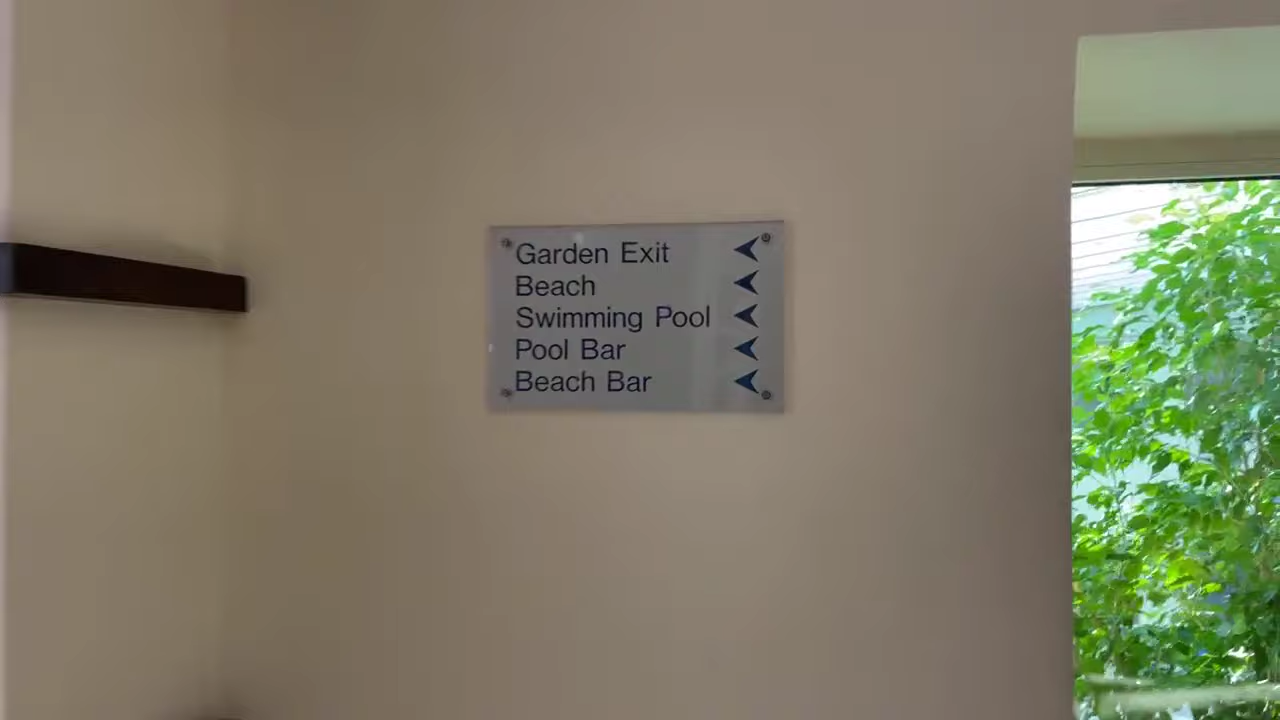 Garden Exit
Beach
Swimming Pool
Pool Bar
Beach Bar